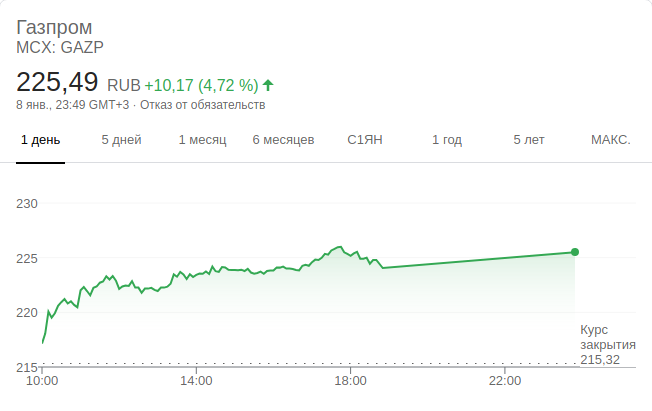 Газпром
MCX: GAZP
225,49 RUB +10,17 (4,72 %)
8 янв., 23:49 GMT+3 · Отказ от обязательств
1 день 5 дней 1 месяц 6 месяцев С1ЯН 1 год 5 лет МАКС.
230
225
220
Курс
закрытия
215,32
215
10:00 14:00 18:00 22:00